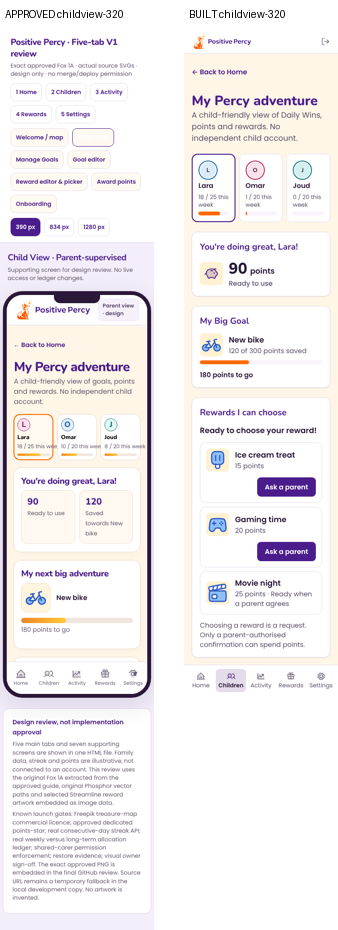 APPROVED childview-320
Positive Percy · Five-tab V1
review
Exact approved Fox 1A · actual source SVGs ·
design only · no merge/deploy permission
1 Home
2 Children
3 Activity
4 Rewards
5 Settings
Welcome / map
Manage Goals
Goal editor
Reward editor & picker
Award points
Onboarding
390 px
834 px
1280 px
Child View · Parent-supervised
Supporting screen for design review. No live
access or ledger changes.
Positive Percy
Parent view
· design
← Back to Home
My Percy adventure
A child-friendly view of goals, points
and rewards. No independent child
account.
L
Lara
18 / 25 this week
O
Omar
10 / 20 this week
J
Joud
8 / 20 this week
You're doing great, Lara!
90
Ready to use
120
Saved
towards New
bike
My next big adventure
New bike
180 points to go
Home
Children
Activity
Rewards
Settings
Design review, not implementation
approval
Five main tabs and seven supporting
screens are shown in one HTML file. Family
data, streak and points are illustrative, not
connected to an account. This review uses
the original Fox 1A extracted from the
approved guide, original Phosphor vector
paths and selected Streamline reward
artwork embedded as image data.
Known launch gates: Freepik treasure-map
commercial licence; approved dedicated
points-star; real consecutive-day streak API;
real weekly versus long-term allocation
ledger; shared-carer permission
enforcement; restore evidence; visual owner
sign-off. The exact approved PNG is
embedded in the final GitHub review. Source
URL remains a temporary fallback in the
local development copy. No artwork is
invented.
BUILT childview-320
Positive Percy
← Back to Home
My Percy adventure
A child-friendly view of Daily Wins,
points and rewards. No
independent child account.
L
Lara
18 / 25 this
week
O
Omar
1 / 20 this
week
J
Joud
0 / 20 this
week
You're doing great, Lara!
90 points
Ready to use
My Big Goal
New bike
120 of 300 points saved
180 points to go
Rewards I can choose
Ready to choose your reward!
Ice cream treat
15 points
Ask a parent
Gaming time
20 points
Ask a parent
Movie night
25 points · Ready when
a parent agrees
Choosing a reward is a request.
Only a parent-authorised
confirmation can spend points.
Home
Children
Activity
Rewards
Settings